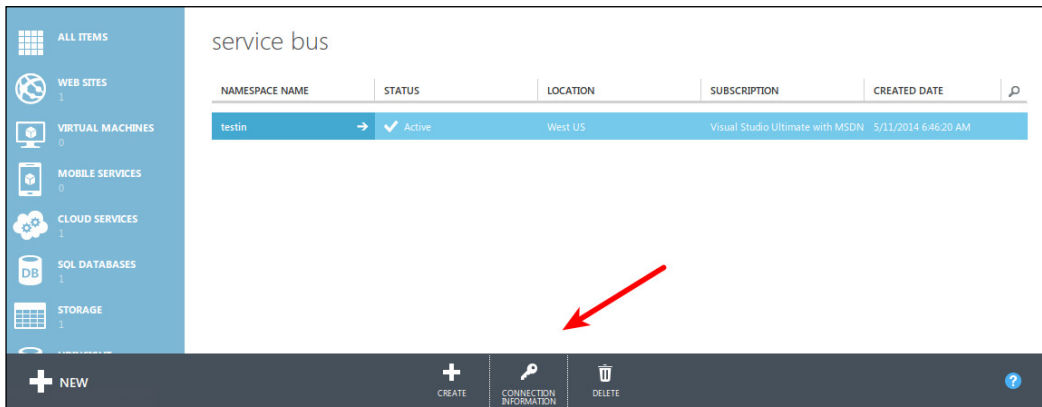 ALL ITEMS
WEB SITES
1
VIRTUAL MACHINES
0
MOBILE SERVICES
0
CLOUD SERVICES
1
SQL DATABASES
1
DB
STORAGE
1
service bus
NAMESPACE NAME STATUS LOCATION SUBSCRIPTION CREATED DATE
testin Active West US Visual Studio Ultimate with MSDN 5/11/2014 6:46:20 AM
NEW
CREATE
CONNECTION
INFORMATION
DELETE
?